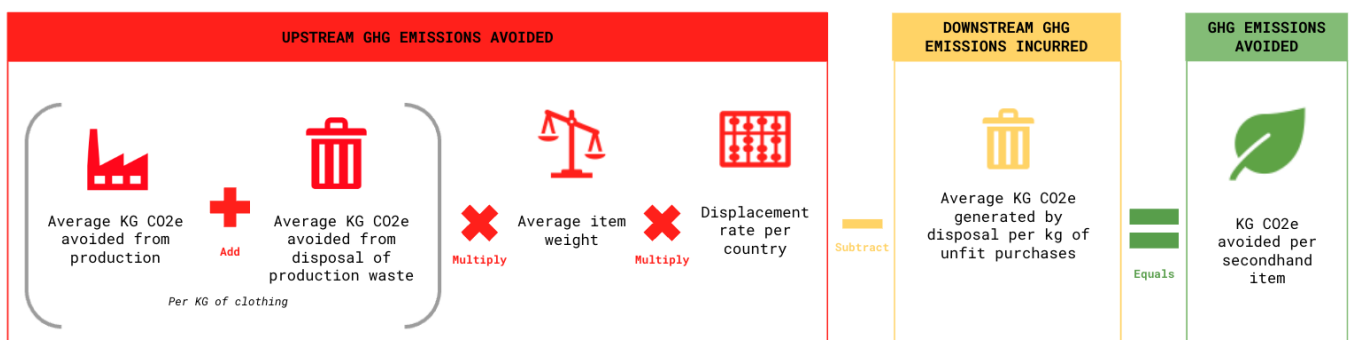 UPSTREAM GHG EMISSIONS AVOIDED
DOWNSTREAM GHG
EMISSIONS INCURRED
GHG EMISSIONS
AVOIDED
Average KG CO2e
avoided from
production
Add
Average KG CO2e
avoided from
disposal of
production waste
Per KG of clothing
Multiply
Average item
weight
Multiply
Displacement
rate per
country
Subtract
Average KG CO2e
generated by
disposal per kg of
unfit purchases
Equals
KG CO2e
avoided per
secondhand
item